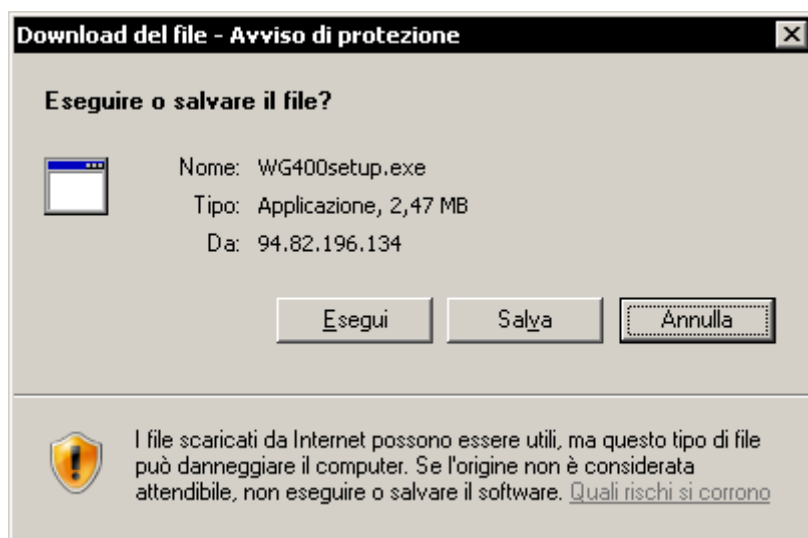 Download del file - Avviso di protezione
Eseguire o salvare il file?
Nome: WG400setup.exe
Tipo: Applicazione, 2,47 MB
Da: 94.82.196.134
Esegui Salva Annulla
I file scaricati da Internet possono essere utili, ma questo tipo di file
può danneggiare il computer. Se l'origine non è considerata
attendibile, non eseguire o salvare il software. Quali rischi si corrono